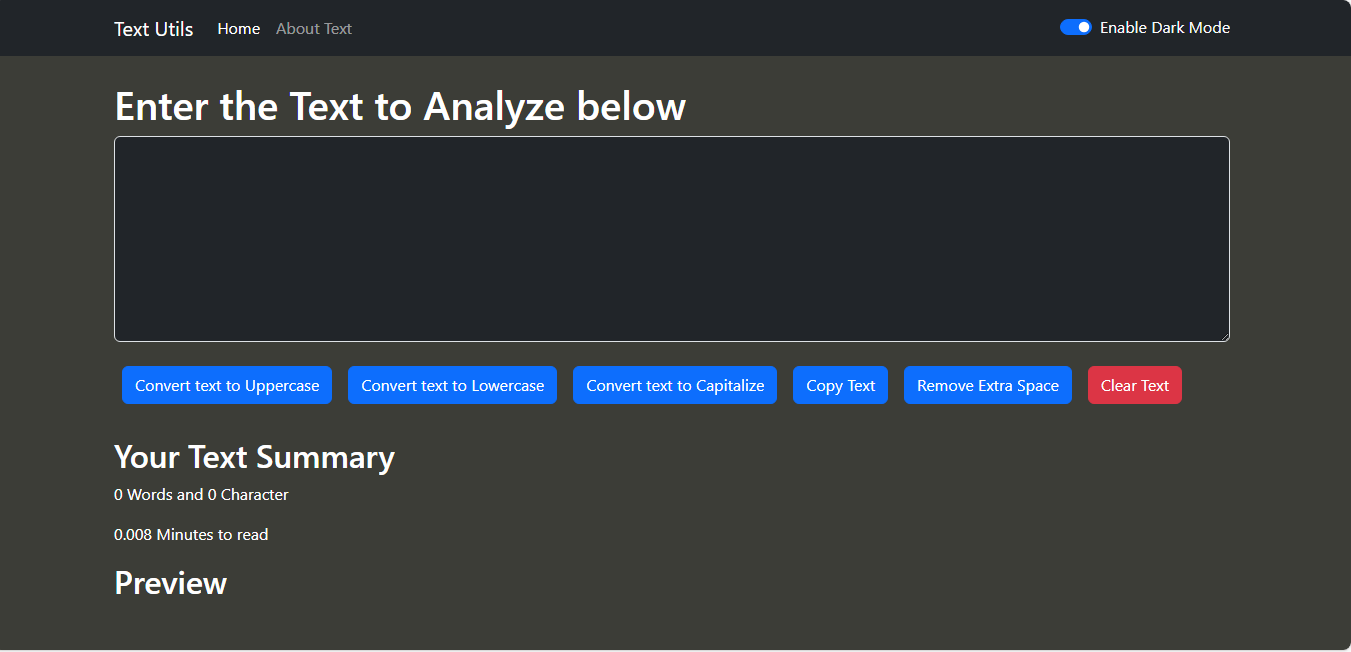 Text Utils Home About Text Enable Dark Mode
Enter the Text to Analyze below
Convert text to Uppercase Convert text to Lowercase Convert text to Capitalize Copy Text Remove Extra Space Clear Text
Your Text Summary
0 Words and 0 Character
0.008 Minutes to read
Preview